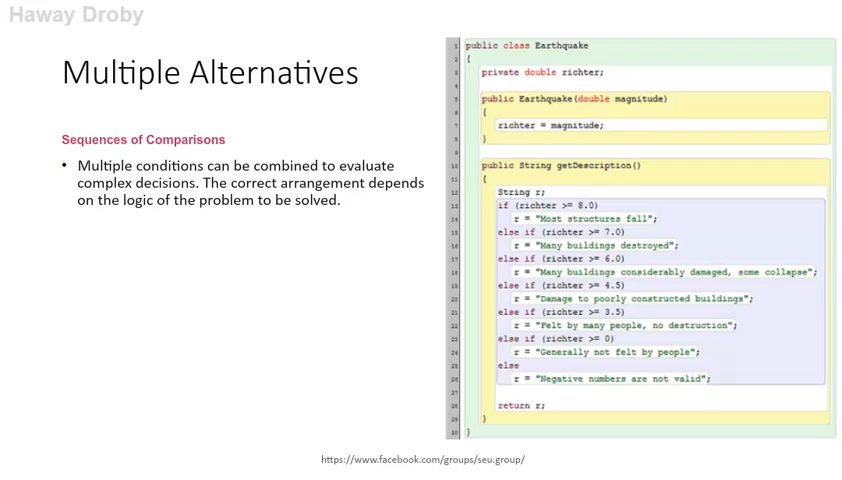 Haway Droby
Multiple Alternatives
Sequences of Comparisons
• Multiple conditions can be combined to evaluate
complex decisions. The correct arrangement depends
on the logic of the problem to be solved.
1 public class Earthquake
2 {
3 private double richter;
4
5 public Earthquake(double magnitude)
6 {
7 richter = magnitude;
8 }
9
10 public String getDescription()
11 {
12 String r;
13 if (richter >= 8.0)
14 r = "Most structures fall";
15 else if (richter >= 7.0)
16 r = "Many buildings destroyed";
17 else if (richter >= 6.0)
18 r = "Many buildings considerably damaged, some collapse";
19 else if (richter >= 4.5)
20 r = "Damage to poorly constructed buildings";
21 else if (richter >= 3.5)
22 r = "Felt by many people, no destruction";
23 else if (richter >= 0)
24 r = "Generally not felt by people";
25 else
26 r = "Negative numbers are not valid";
27
28 return r;
29 }
30 }
https://www.facebook.com/groups/seu.group/